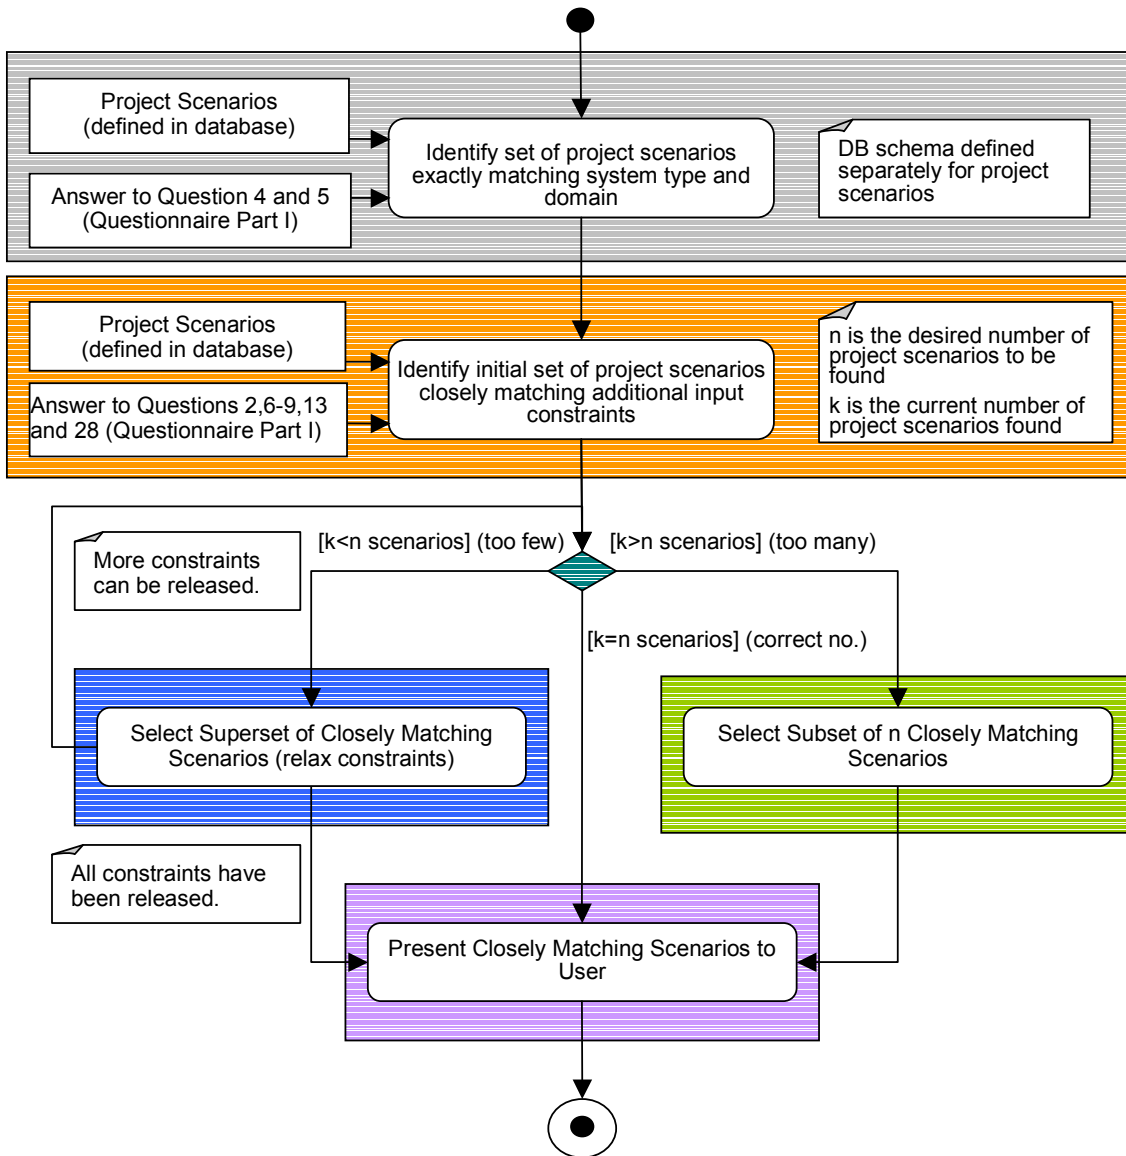 Project Scenarios
(defined in database)
Identify set of project scenarios
exactly matching system type and
domain
DB schema defined
separately for project
scenarios
Answer to Question 4 and 5
(Questionnaire Part I)
Project Scenarios
(defined in database)
Identify initial set of project scenarios
closely matching additional input
constraints
n is the desired number of
project scenarios to be
found
k is the current number of
project scenarios found
Answer to Questions 2,6-9,13
and 28 (Questionnaire Part I)
More constraints
can be released.
[k<n scenarios] (too few)
[k>n scenarios] (too many)
[k=n scenarios] (correct no.)
Select Superset of Closely Matching
Scenarios (relax constraints)
Select Subset of n Closely Matching
Scenarios
All constraints have
been released.
Present Closely Matching Scenarios to
User